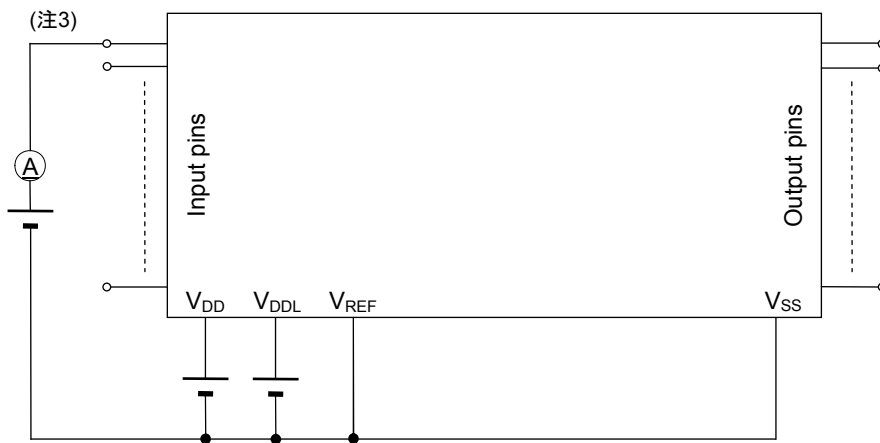 (注3)
A
Input pins
Output pins
VDD
VDDL
VREF
VSS